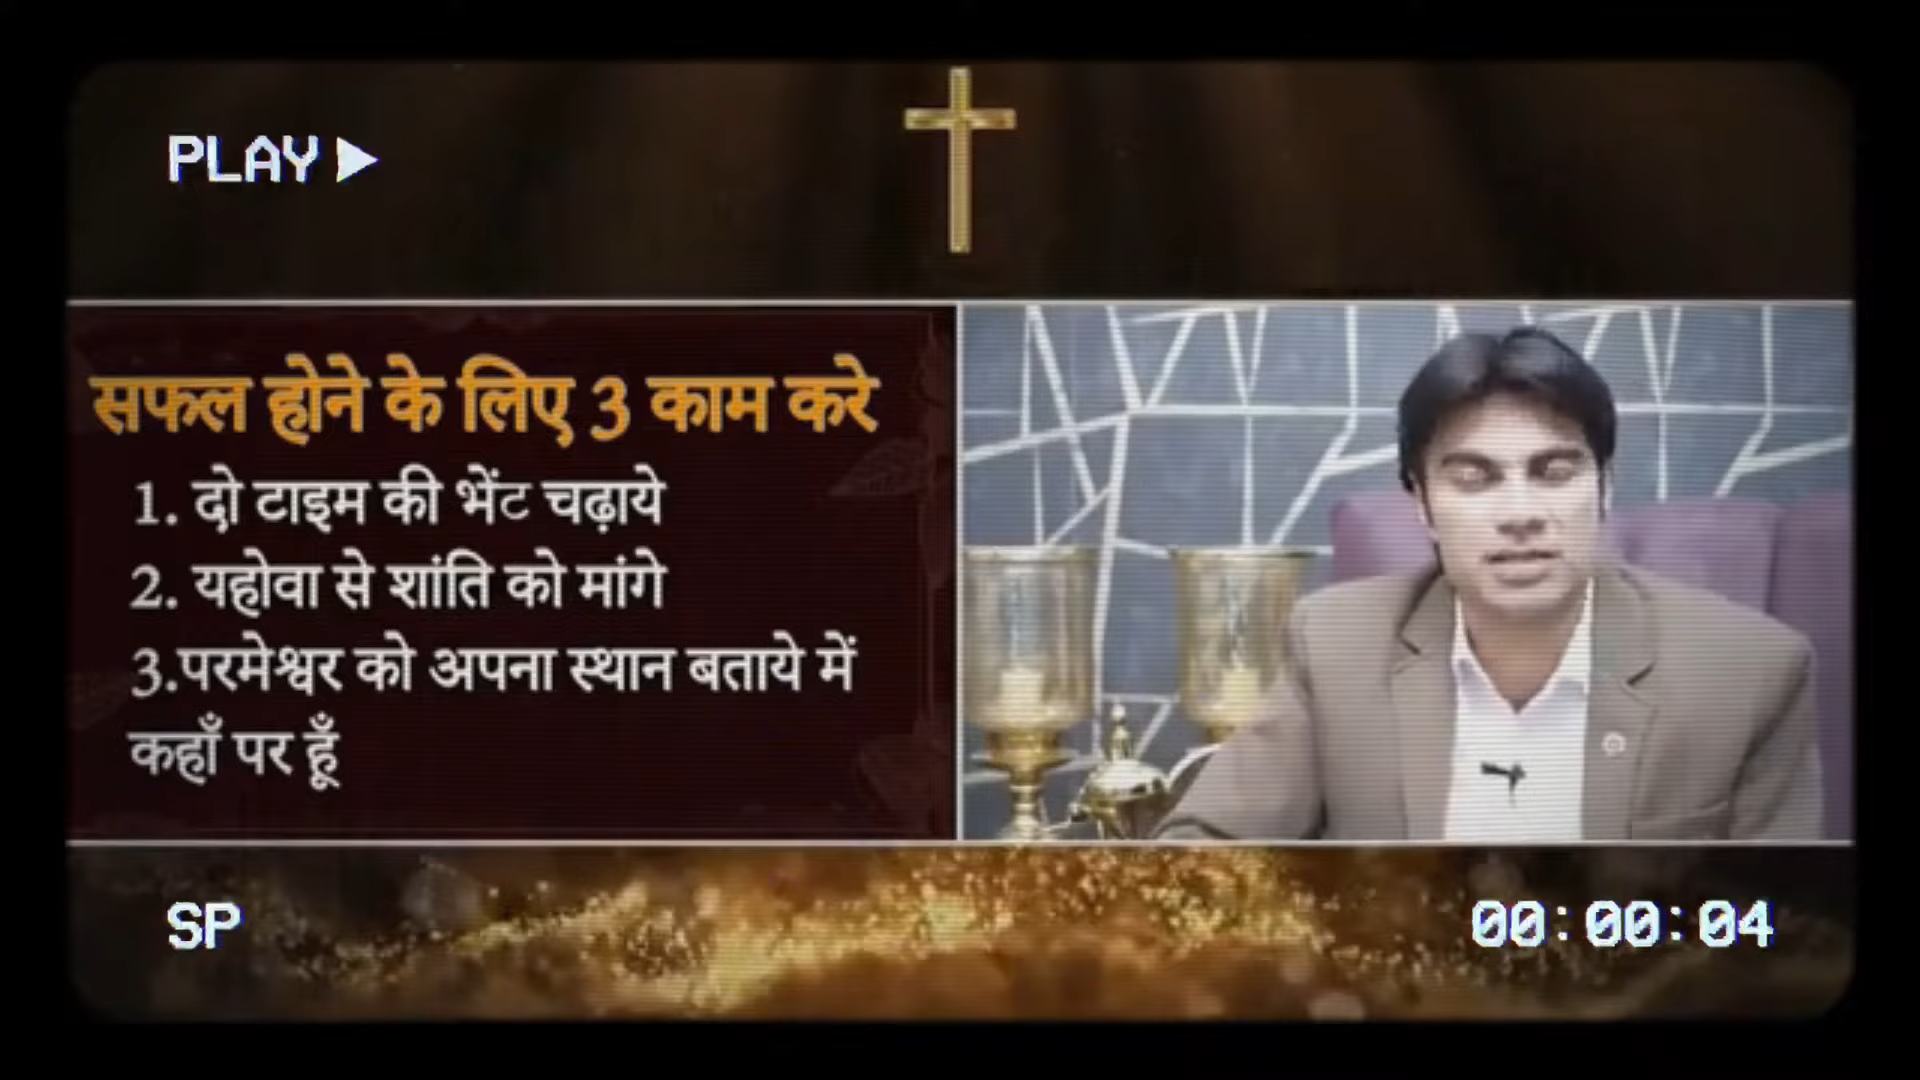 PLAY
सफल होने के लिए 3 काम करे
1. दो टाइम की भेंट चढ़ाये
2. यहोवा से शांति को मांगे
3.परमेश्वर को अपना स्थान बताये में
कहाँ पर हूँ
SP
00:00:04